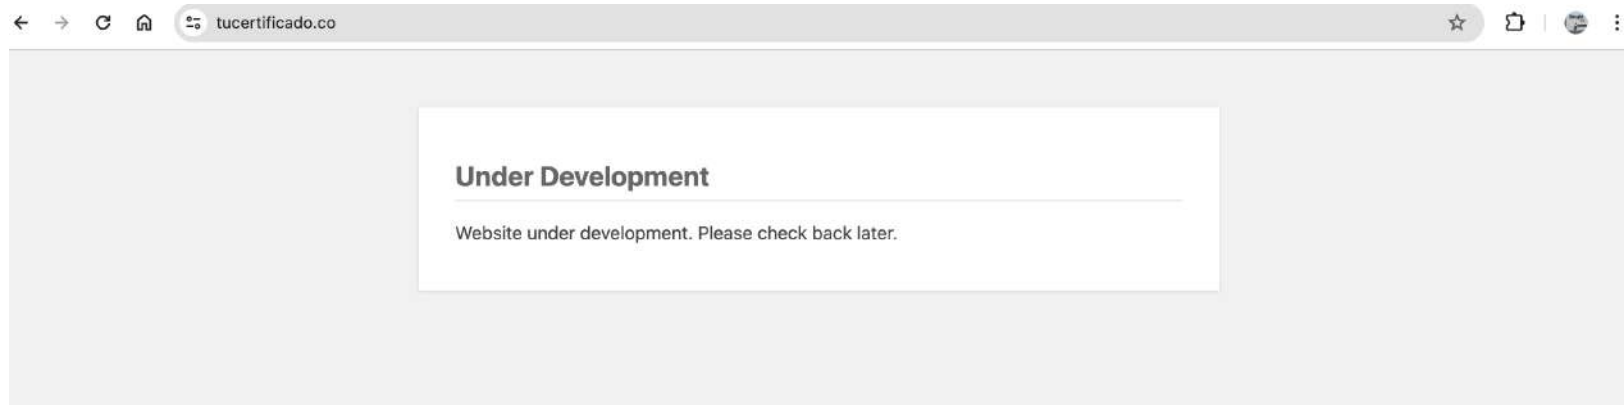 tucertificado.co
Under Development
Website under development. Please check back later.